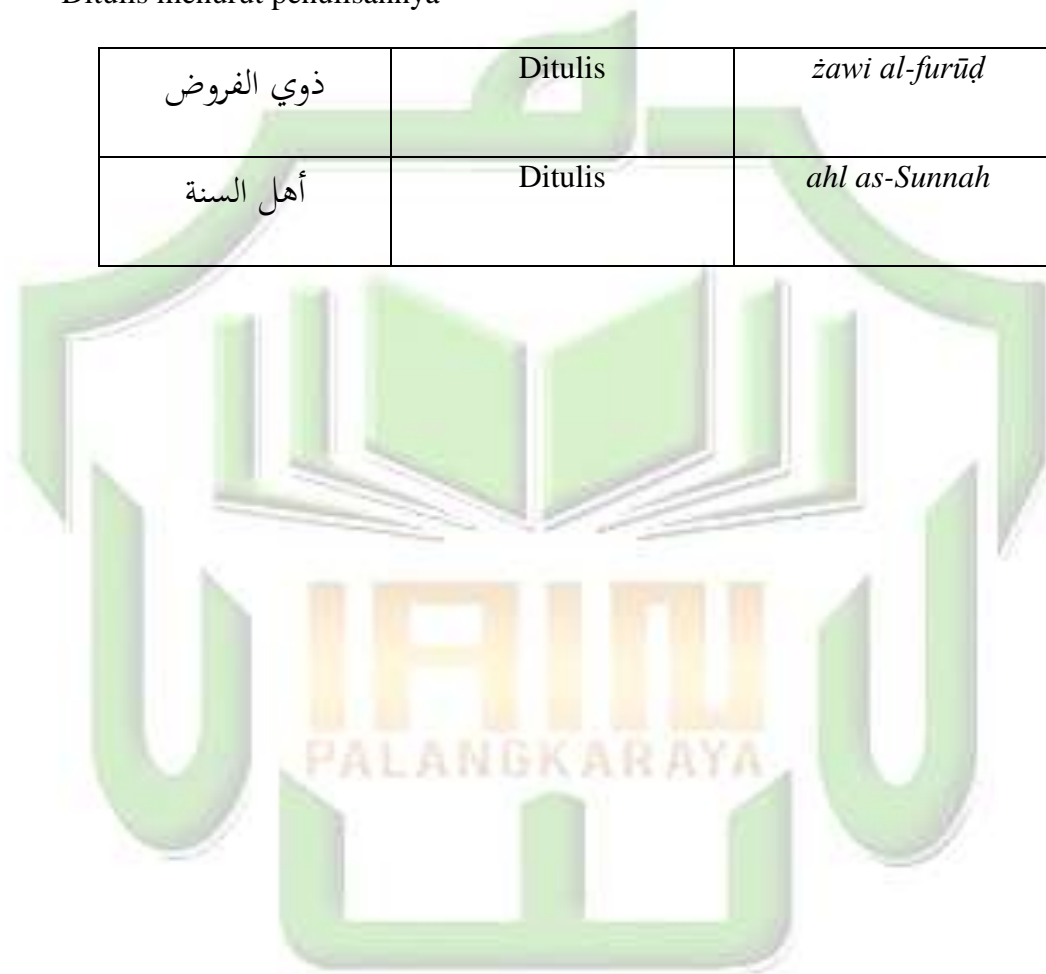 Ditulis menurut penulisannya
ذوي الفروض Ditulis żawi al-furūḍ
أهل السنة Ditulis ahl as-Sunnah
IAIN
PALANGKARAYA